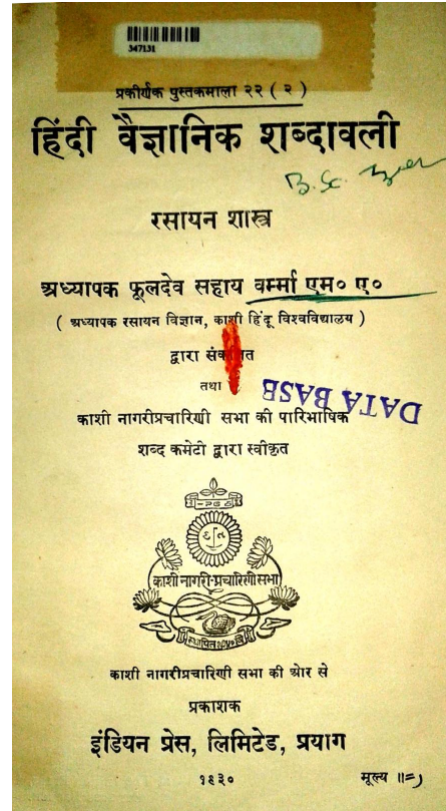 347131
प्रकीर्णक पुस्तकमाला २२ ( २ )
हिंदी वैज्ञानिक शब्दावली
B. Sc.
रसायन शास्त्र
अध्यापक फूलदेव सहाय वर्म्मा एम० ए०
( अध्यापक रसायन विज्ञान, काशी हिंदू विश्वविद्यालय )
द्वारा
तथा
DATA BASE
काशी नागरीप्रचारिणी सभा की पारिभाषिक
शब्द कमेटी द्वारा स्वीकृत
काशी नागरी-प्रचारिणी सभा
काशी नागरीप्रचारिणी सभा की ओर से
प्रकाशक
इंडियन प्रेस, लिमिटेड, प्रयाग
१९३०
मूल्य ॥=)